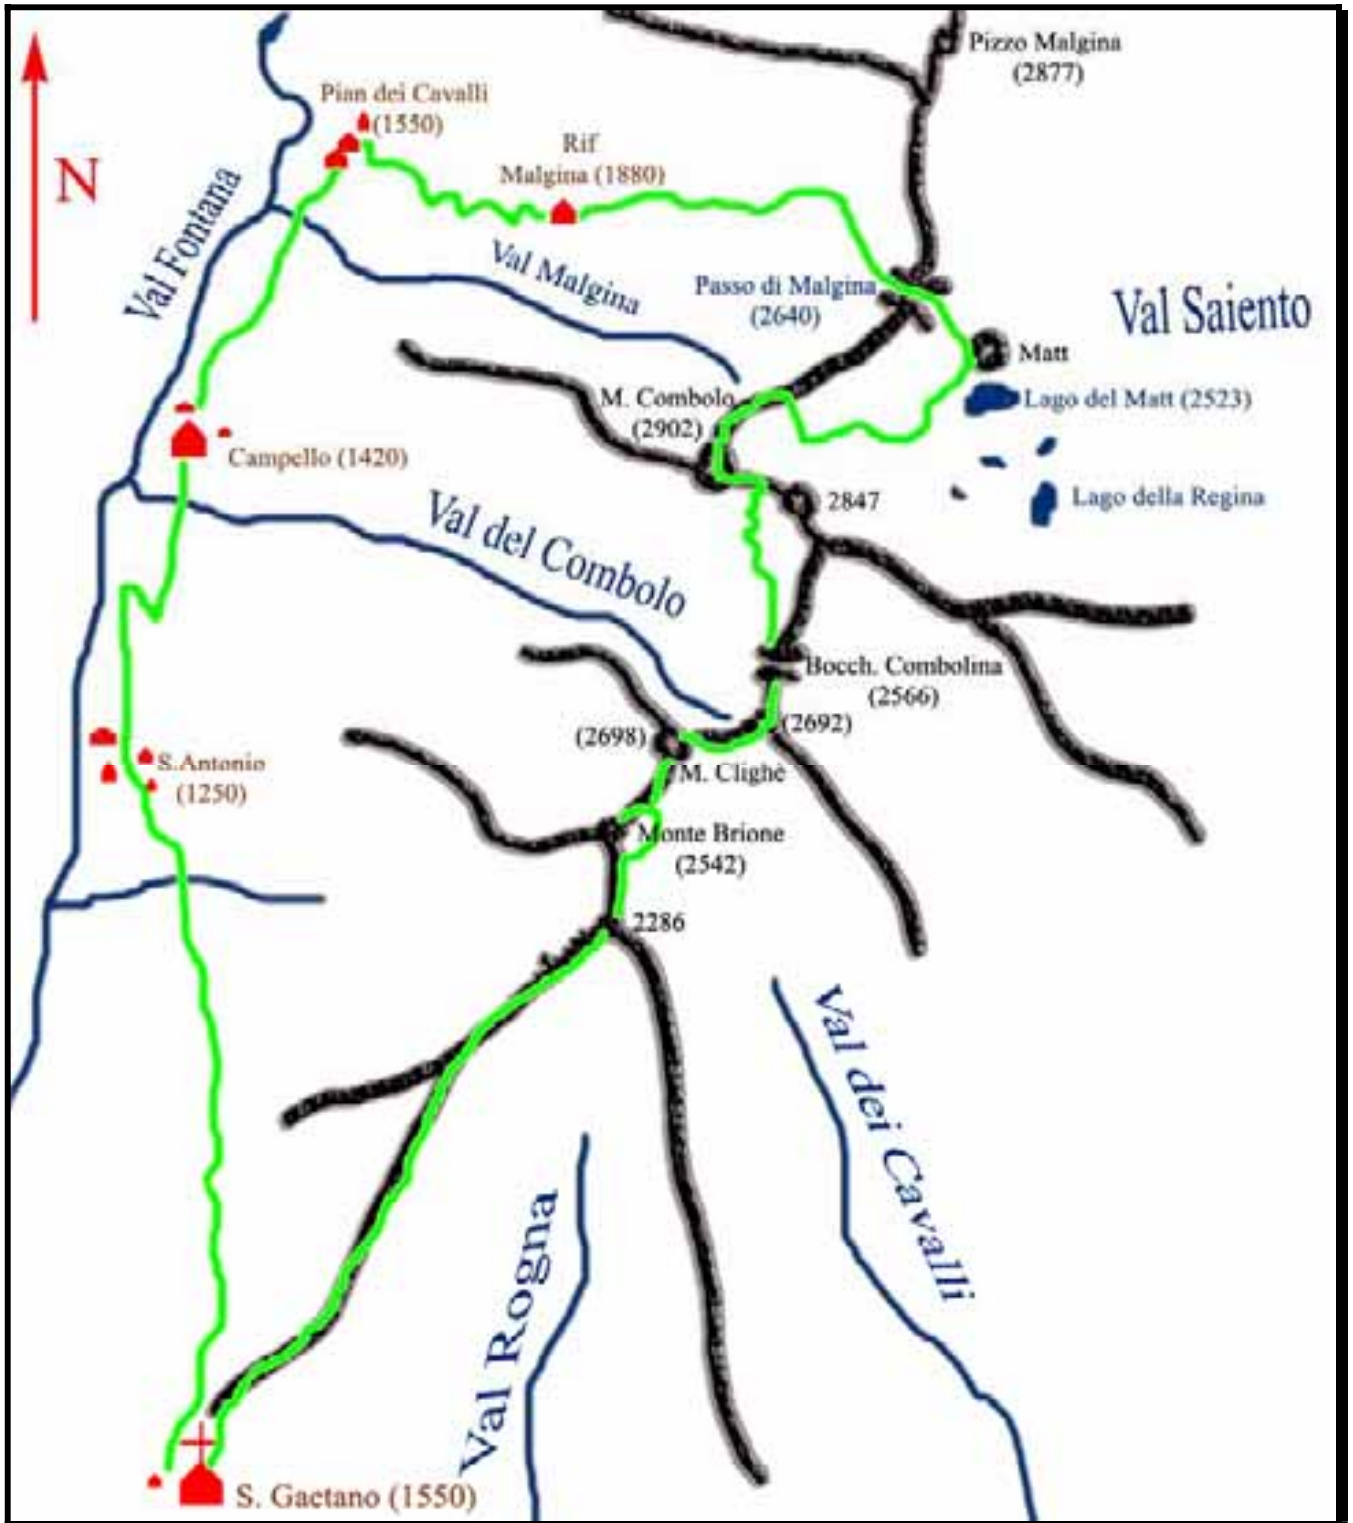 Pizzo Malgina
(2877)
Pian dei Cavalli
(1550)
Rif
Malgina (1880)
N
Val Fontana
Val Malgina
Passo di Malgina
(2640)
Val Saiento
Matt
M. Combolo
(2902)
Lago del Matt (2523)
Campello (1420)
2847
Lago della Regina
Val del Combolo
Bocch. Combolina
(2566)
(2692)
(2698)
M. Clighè
S.Antonio
(1250)
Monte Brione
(2542)
2286
Val dei Cavalli
Val Rogna
S. Gaetano (1550)